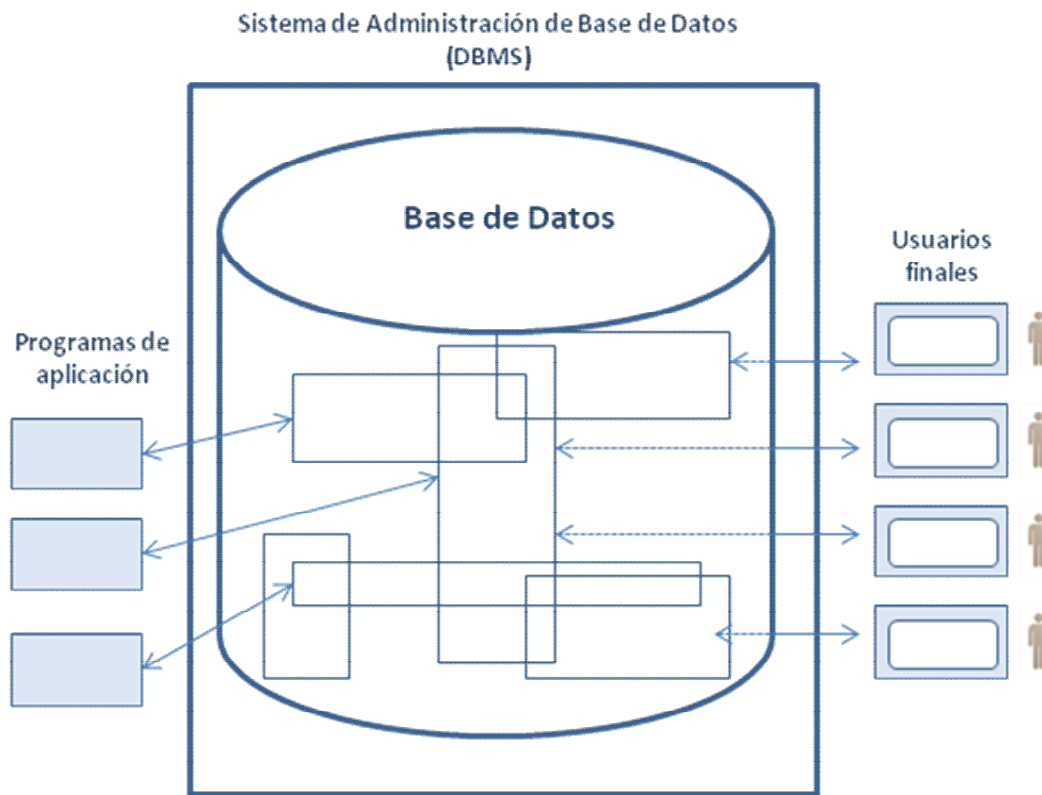 Sistema de Administración de Base de Datos
(DBMS)
Base de Datos
Usuarios
finales
Programas de
aplicación